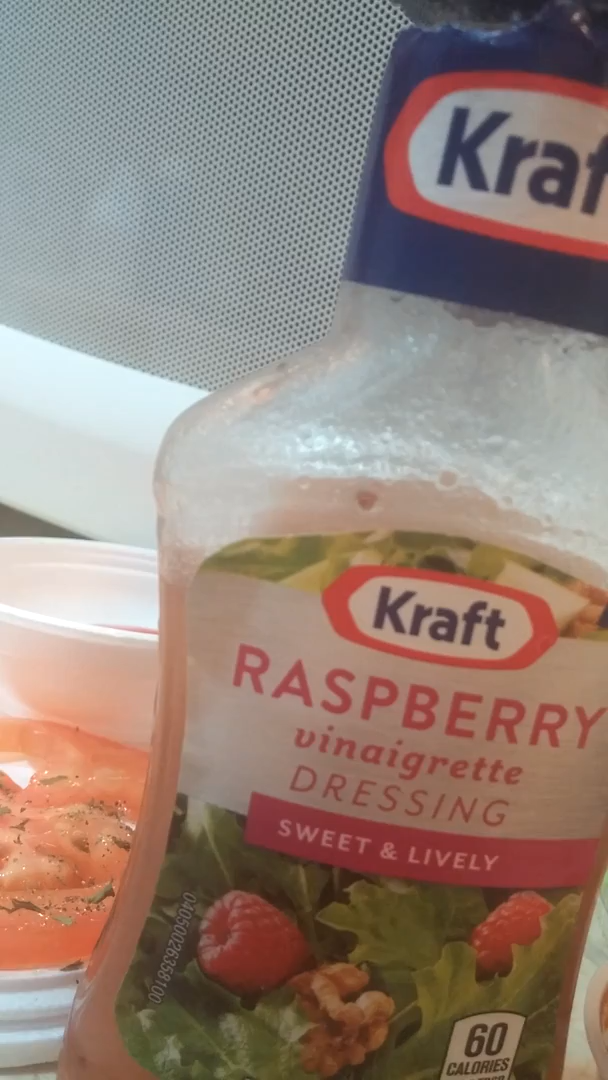 Kraf
Kraft
RASPBERRY
vinaigrette
DRESSING
SWEET & LIVELY
60
CALORIES